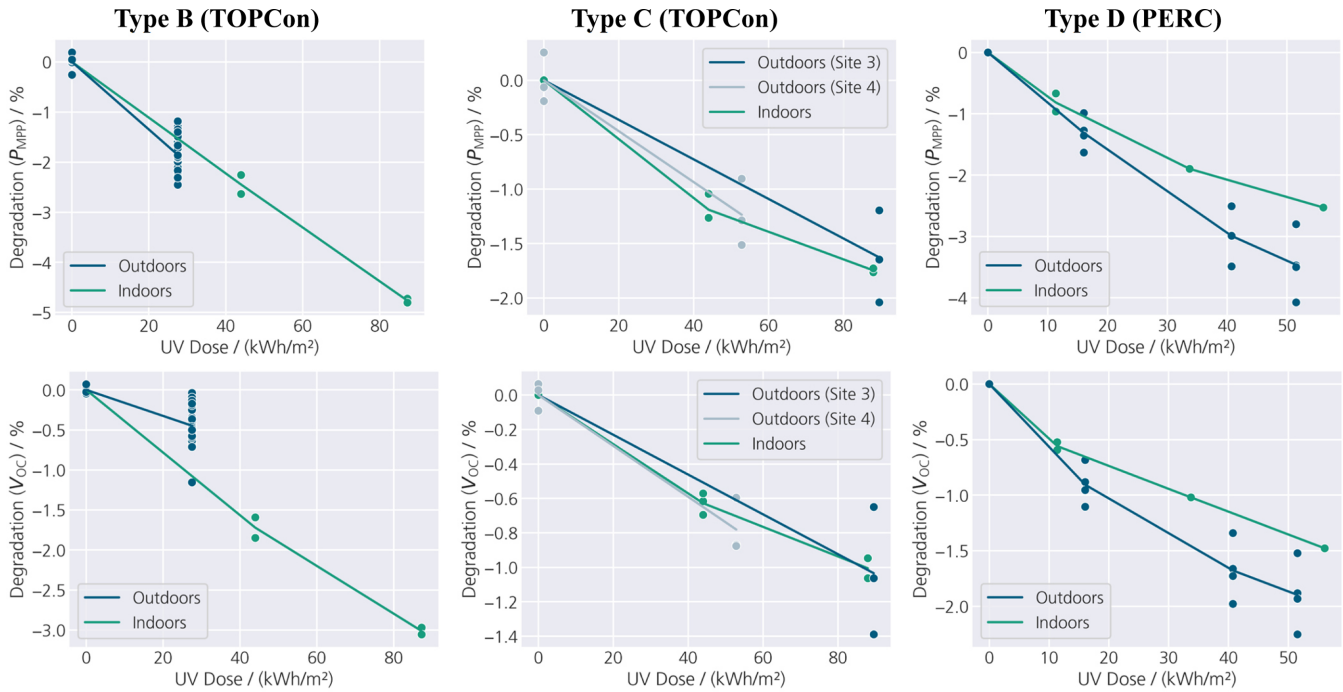 Type B (TOPCon)
Type C (TOPCon)
Type D (PERC)
Degradation (P_MPP) / %
0
−1
−2
−3
−4
−5
Outdoors
Indoors
0 20 40 60 80
UV Dose / (kWh/m²)
Degradation (P_MPP) / %
0.0
−0.5
−1.0
−1.5
−2.0
Outdoors (Site 3)
Outdoors (Site 4)
Indoors
0 20 40 60 80
UV Dose / (kWh/m²)
Degradation (P_MPP) / %
0
−1
−2
−3
−4
Outdoors
Indoors
0 10 20 30 40 50
UV Dose / (kWh/m²)
Degradation (V_OC) / %
0.0
−0.5
−1.0
−1.5
−2.0
−2.5
−3.0
Outdoors
Indoors
0 20 40 60 80
UV Dose / (kWh/m²)
Degradation (V_OC) / %
0.0
−0.2
−0.4
−0.6
−0.8
−1.0
−1.2
−1.4
Outdoors (Site 3)
Outdoors (Site 4)
Indoors
0 20 40 60 80
UV Dose / (kWh/m²)
Degradation (V_OC) / %
0.0
−0.5
−1.0
−1.5
−2.0
Outdoors
Indoors
0 10 20 30 40 50
UV Dose / (kWh/m²)